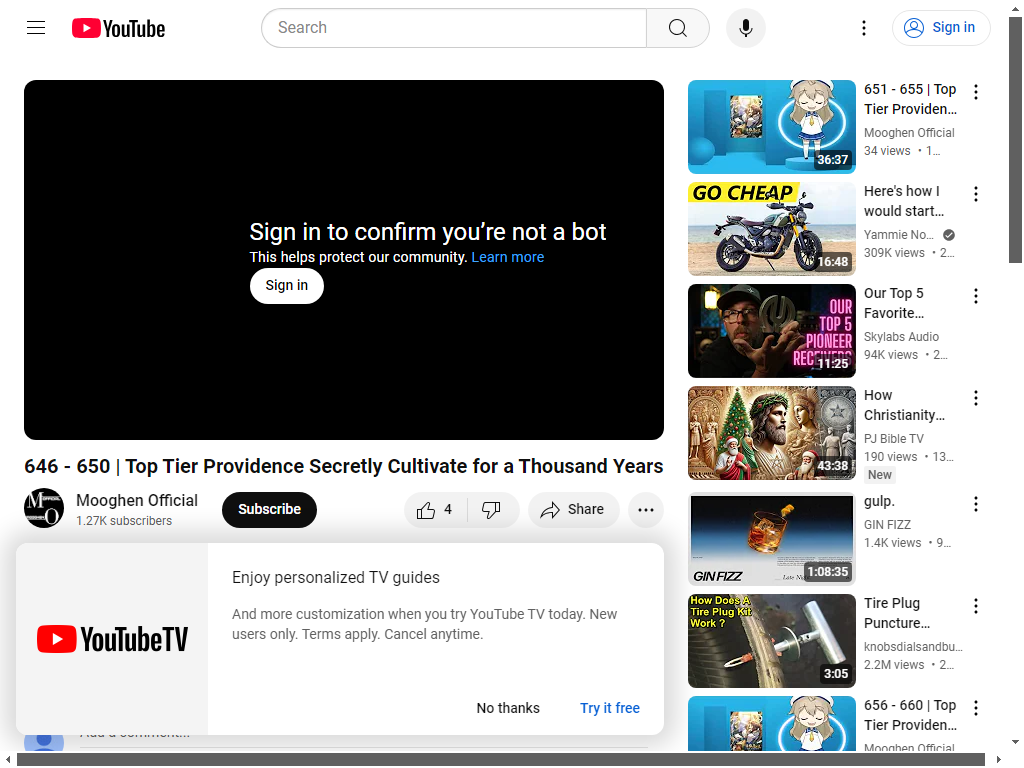 YouTube
Search
Sign in
Sign in to confirm you’re not a bot
This helps protect our community. Learn more
Sign in
646 - 650 | Top Tier Providence Secretly Cultivate for a Thousand Years
Mooghen Official
1.27K subscribers
Subscribe
4
Share
YouTubeTV
Enjoy personalized TV guides
And more customization when you try YouTube TV today. New
users only. Terms apply. Cancel anytime.
No thanks
Try it free
Add a comment...
36:37
651 - 655 | Top
Tier Providen...
Mooghen Official
34 views • 1...
GO CHEAP
16:48
Here's how I
would start...
Yammie No...
309K views • 2...
OUR
TOP 5
PIONEER
RECEIVERS
11:25
Our Top 5
Favorite...
Skylabs Audio
94K views • 2...
43:38
How
Christianity...
PJ Bible TV
190 views • 13...
New
GIN FIZZ
1:08:35
gulp.
GIN FIZZ
1.4K views • 9...
How Does A
Tire Plug Kit
Work ?
3:05
Tire Plug
Puncture...
knobsdialsandbu...
2.2M views • 2...
656 - 660 | Top
Tier Providen...
Mooghen Official